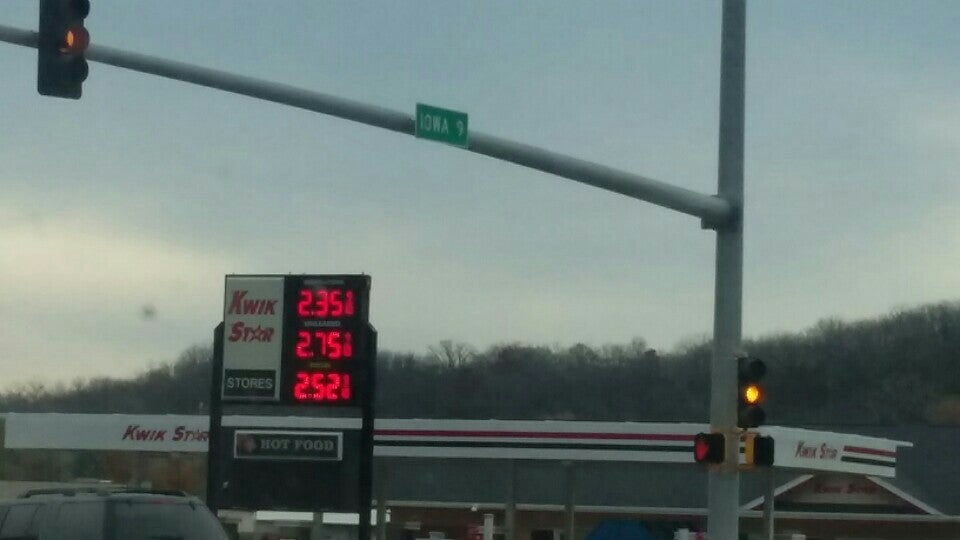 IOWA 9
KWIK
STAR
STORES
2.35
2.75
2.52
HOT FOOD
KWIK STAR
KWIK STAR